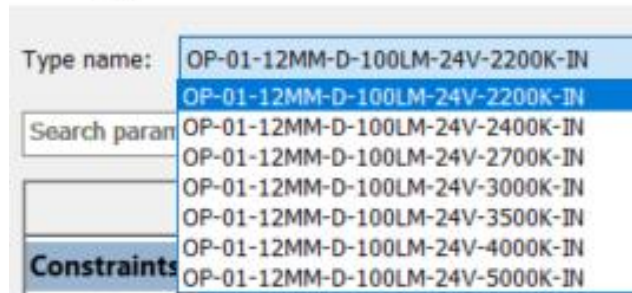 Type name: OP-01-12MM-D-100LM-24V-2200K-IN
OP-01-12MM-D-100LM-24V-2200K-IN
Search param OP-01-12MM-D-100LM-24V-2400K-IN
OP-01-12MM-D-100LM-24V-2700K-IN
OP-01-12MM-D-100LM-24V-3000K-IN
OP-01-12MM-D-100LM-24V-3500K-IN
OP-01-12MM-D-100LM-24V-4000K-IN
Constraints OP-01-12MM-D-100LM-24V-5000K-IN